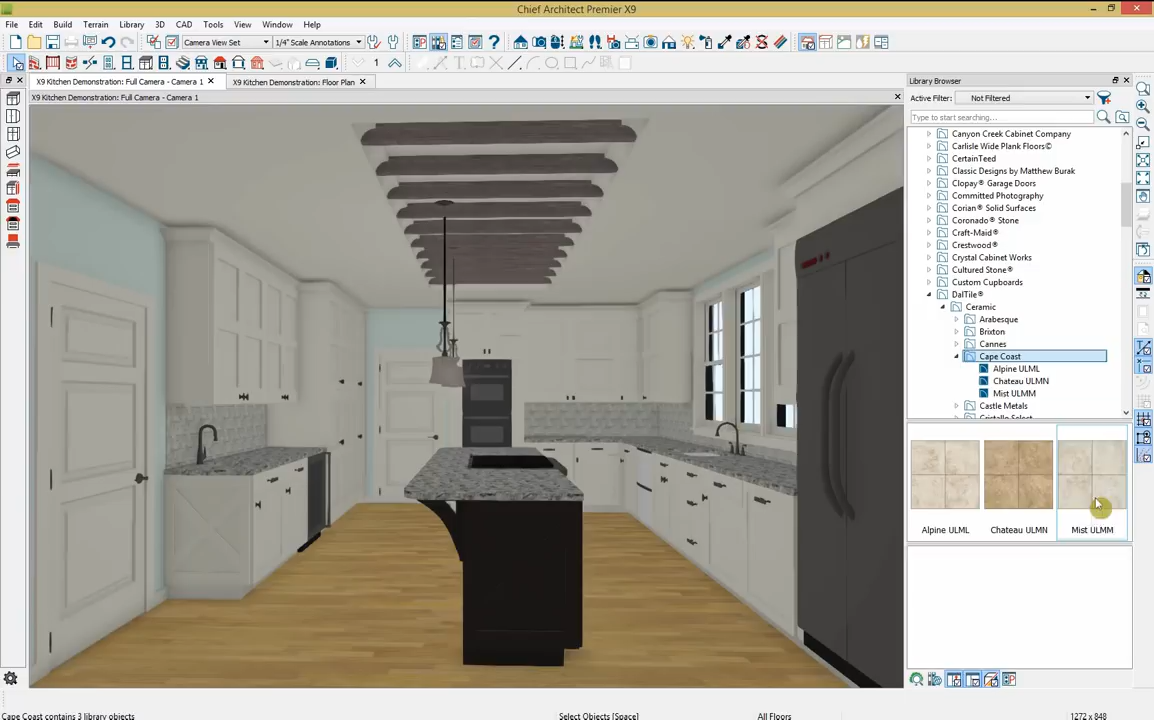 Chief Architect Premier X9
File Edit Build Terrain Library 3D CAD Tools View Window Help
Camera View Set
1/4" Scale Annotations
1
X9 Kitchen Demonstration: Full Camera - Camera 1
X9 Kitchen Demonstration: Floor Plan
X9 Kitchen Demonstration: Full Camera - Camera 1
Library Browser
Active Filter: Not Filtered
Type to start searching...
Canyon Creek Cabinet Company
Carlisle Wide Plank Floors©
CertainTeed
Classic Designs by Matthew Burak
Clopay® Garage Doors
Committed Photography
Corian® Solid Surfaces
Coronado® Stone
Craft-Maid®
Crestwood®
Crystal Cabinet Works
Cultured Stone®
Custom Cupboards
DalTile®
Ceramic
Arabesque
Brixton
Cannes
Cape Coast
Alpine ULML
Chateau ULMN
Mist ULMM
Castle Metals
Alpine ULML
Chateau ULMN
Mist ULMM
Cape Coast contains 3 library objects
Select Objects [Space]
All Floors
1272 x 848